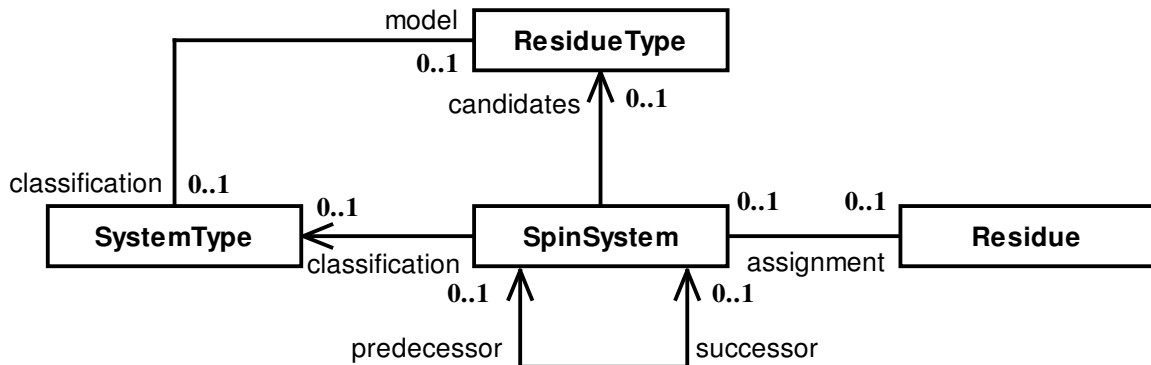 model
ResidueType
0..1
candidates
0..1
classification
0..1
0..1
0..1
0..1
SystemType
SpinSystem
Residue
classification
assignment
0..1
0..1
predecessor
successor